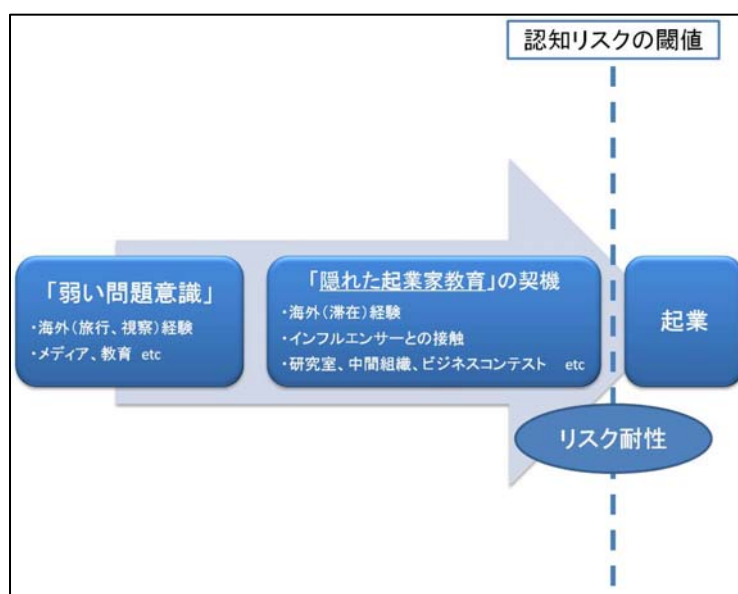 認知リスクの閾値
「弱い問題意識」
・海外(旅行、視察)経験
・メディア、教育 etc
「隠れた起業家教育」の契機
・海外(滞在)経験
・インフルエンサーとの接触
・研究室、中間組織、ビジネスコンテスト etc
起業
リスク耐性